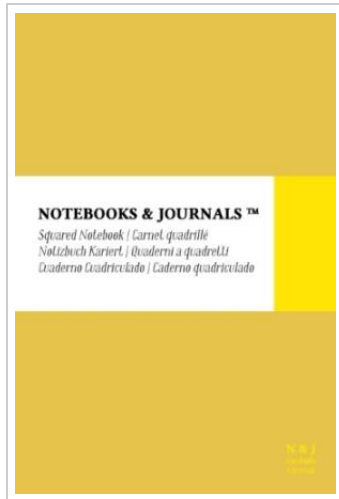 NOTEBOOKS & JOURNALS ™
Squared Notebook | Carnet quadrillé
Notizbuch Kariert | Quaderni a quadretti
Cuaderno Cuadriculado | Caderno quadriculado
N & J